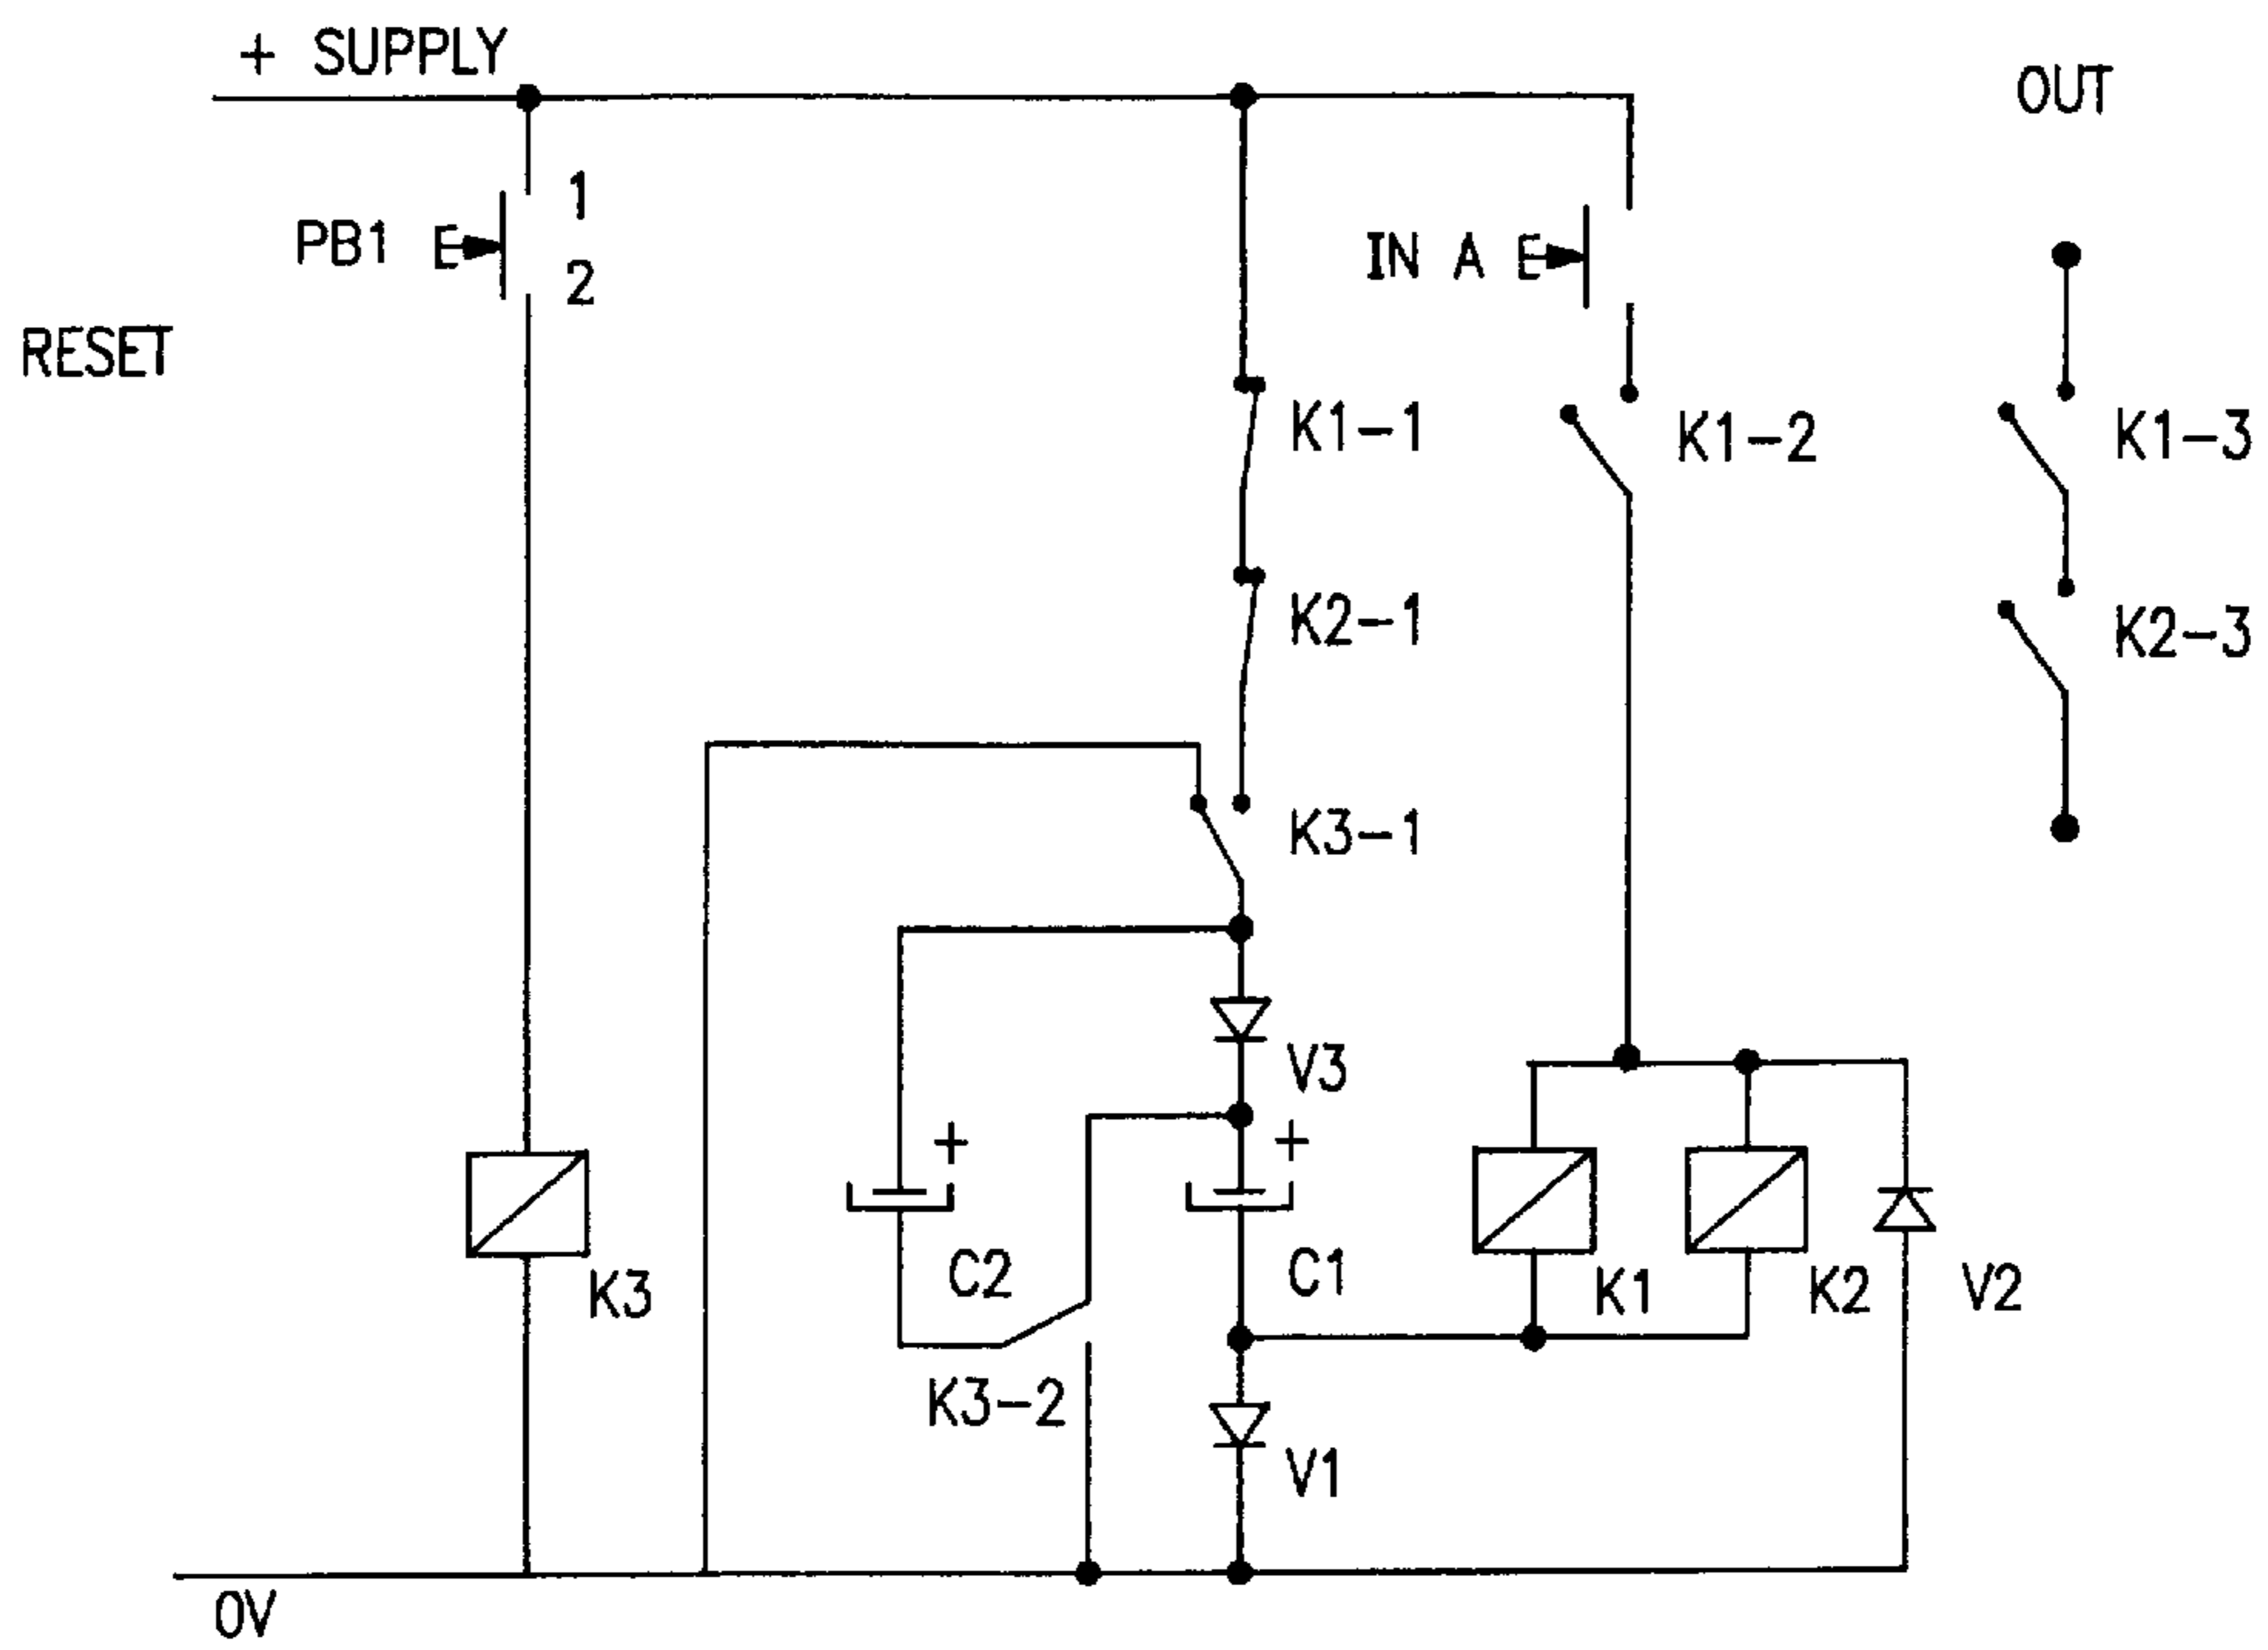 + SUPPLY
OUT
1
PB1
2
IN A
RESET
K1-1
K1-2
K1-3
K2-1
K2-3
K3-1
V3
+
+
C2
C1
K3
K1
K2
V2
K3-2
V1
0V